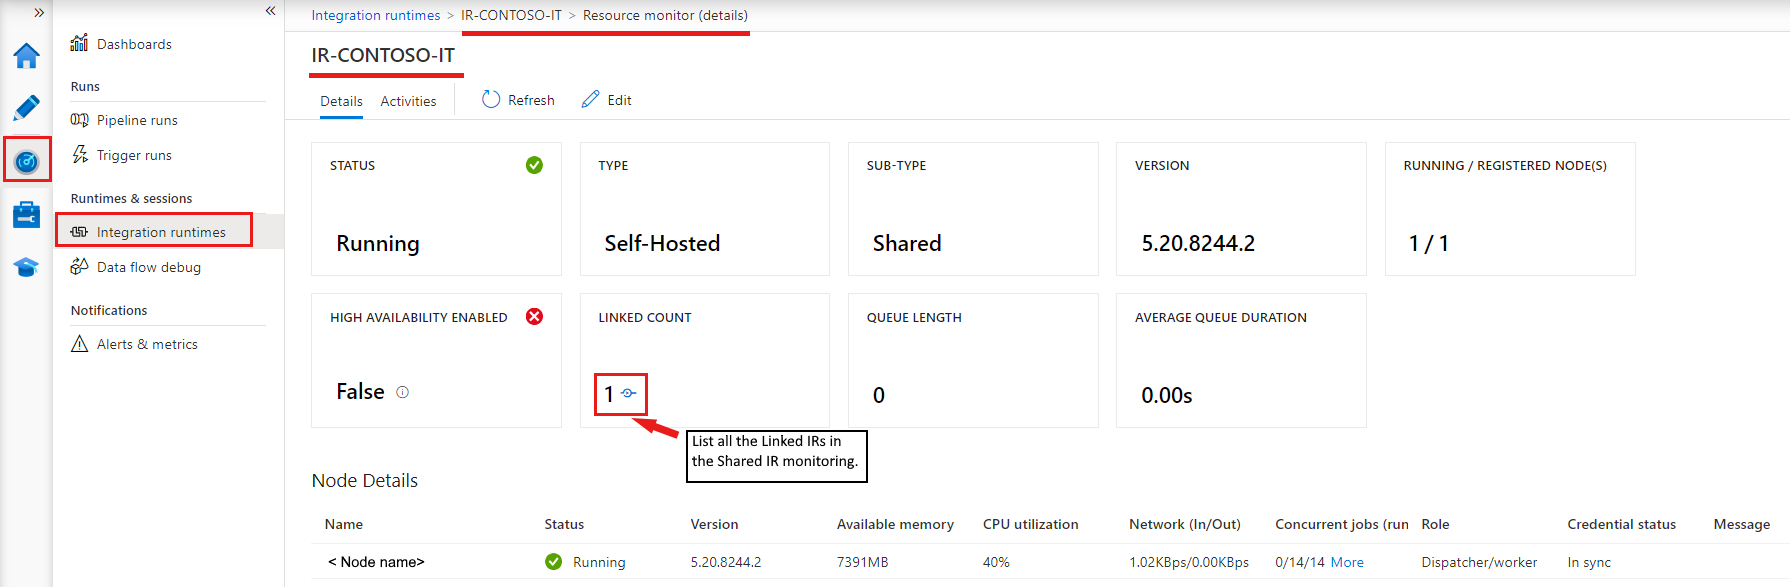 Integration runtimes > IR-CONTOSO-IT > Resource monitor (details)
Dashboards
Runs
Pipeline runs
Trigger runs
Runtimes & sessions
Integration runtimes
Data flow debug
Notifications
Alerts & metrics
IR-CONTOSO-IT
Details Activities Refresh Edit
STATUS TYPE SUB-TYPE VERSION RUNNING / REGISTERED NODE(S)
Running Self-Hosted Shared 5.20.8244.2 1 / 1
HIGH AVAILABILITY ENABLED LINKED COUNT QUEUE LENGTH AVERAGE QUEUE DURATION
False 1 0 0.00s
List all the Linked IRs in
the Shared IR monitoring.
Node Details
Name Status Version Available memory CPU utilization Network (In/Out) Concurrent jobs (run Role Credential status Message
< Node name> Running 5.20.8244.2 7391MB 40% 1.02KBps/0.00KBps 0/14/14 More Dispatcher/worker In sync